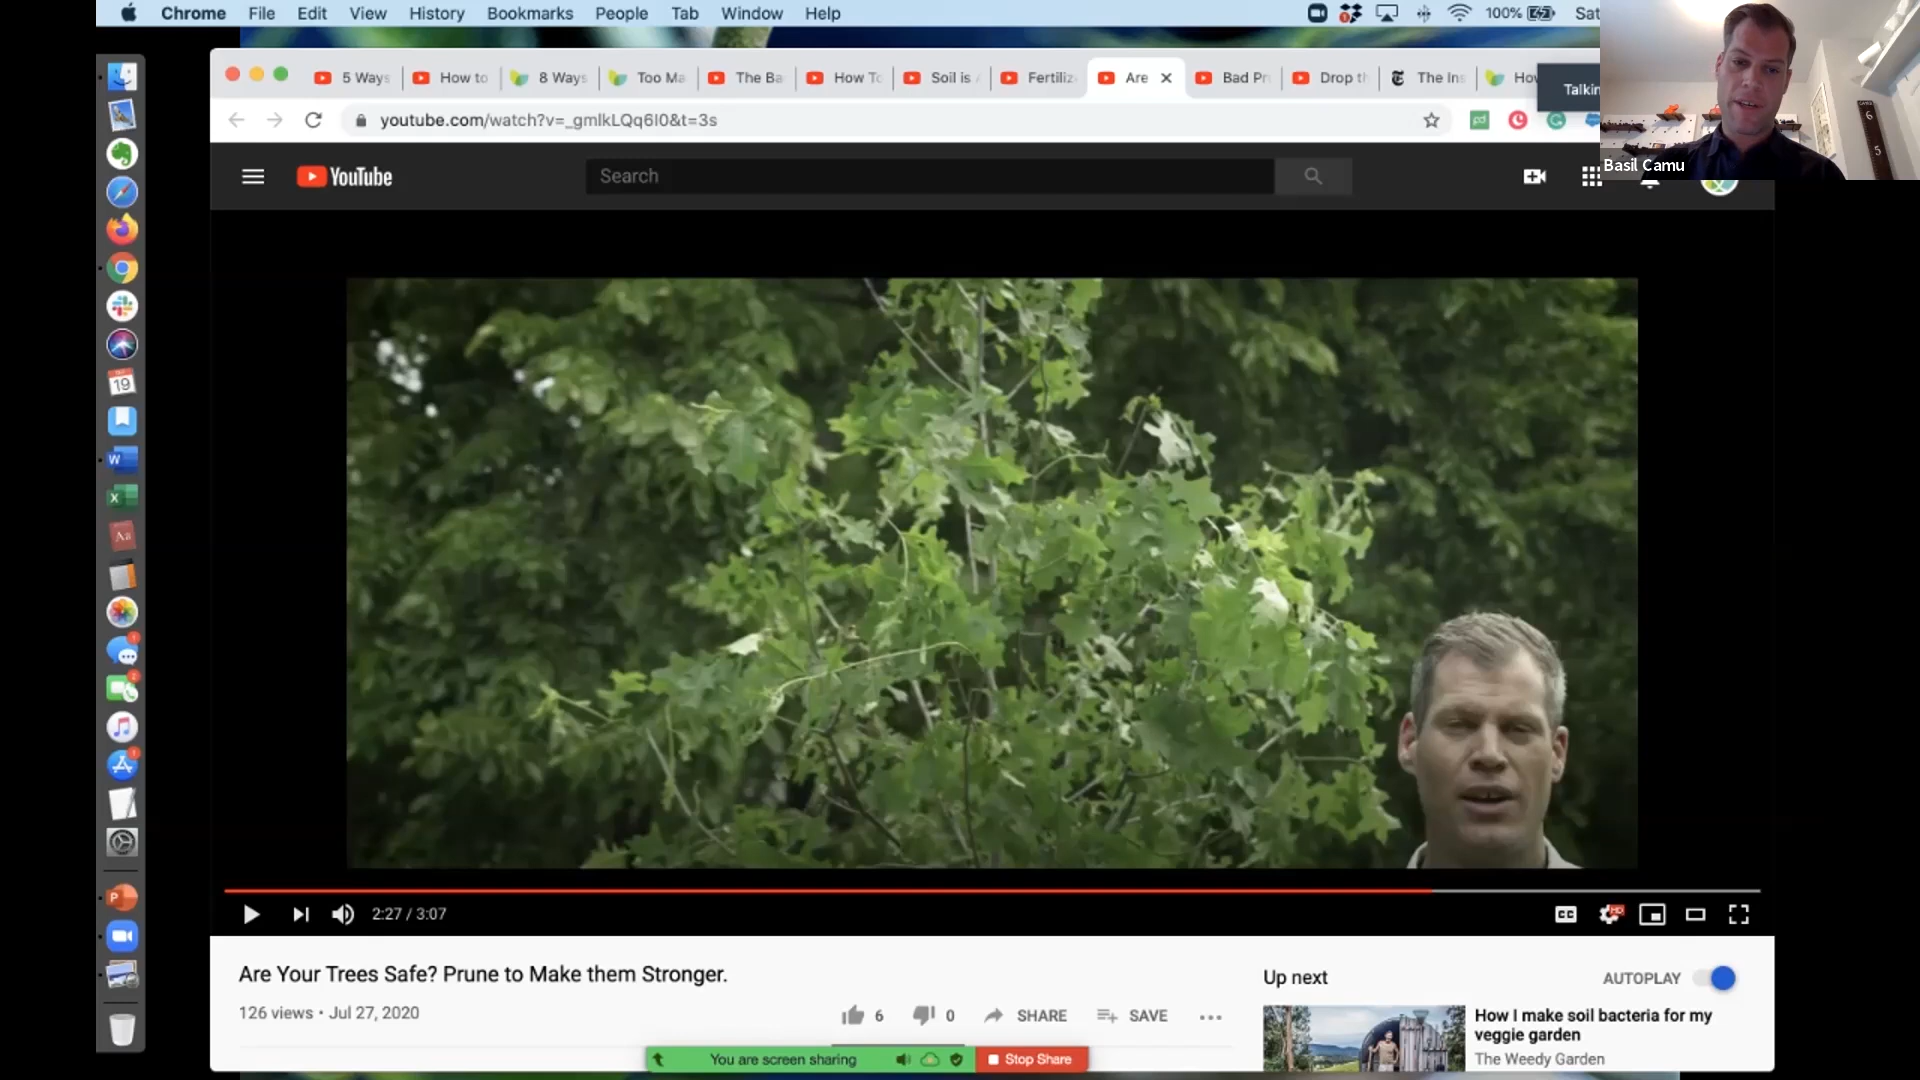 Chrome File Edit View History Bookmarks People Tab Window Help 100% Sat
5 Ways How to 8 Ways Too Ma The Ba How To Soil is Fertiliz Are Bad Pr Drop th The Ins How
Talkin
youtube.com/watch?v=_gmlkLQq6I0&t=3s
Basil Camu
YouTube Search
19
2:27 / 3:07
CC HD
Are Your Trees Safe? Prune to Make them Stronger.
126 views • Jul 27, 2020
6 0 SHARE SAVE
Up next AUTOPLAY
How I make soil bacteria for my
veggie garden
The Weedy Garden
You are screen sharing Stop Share